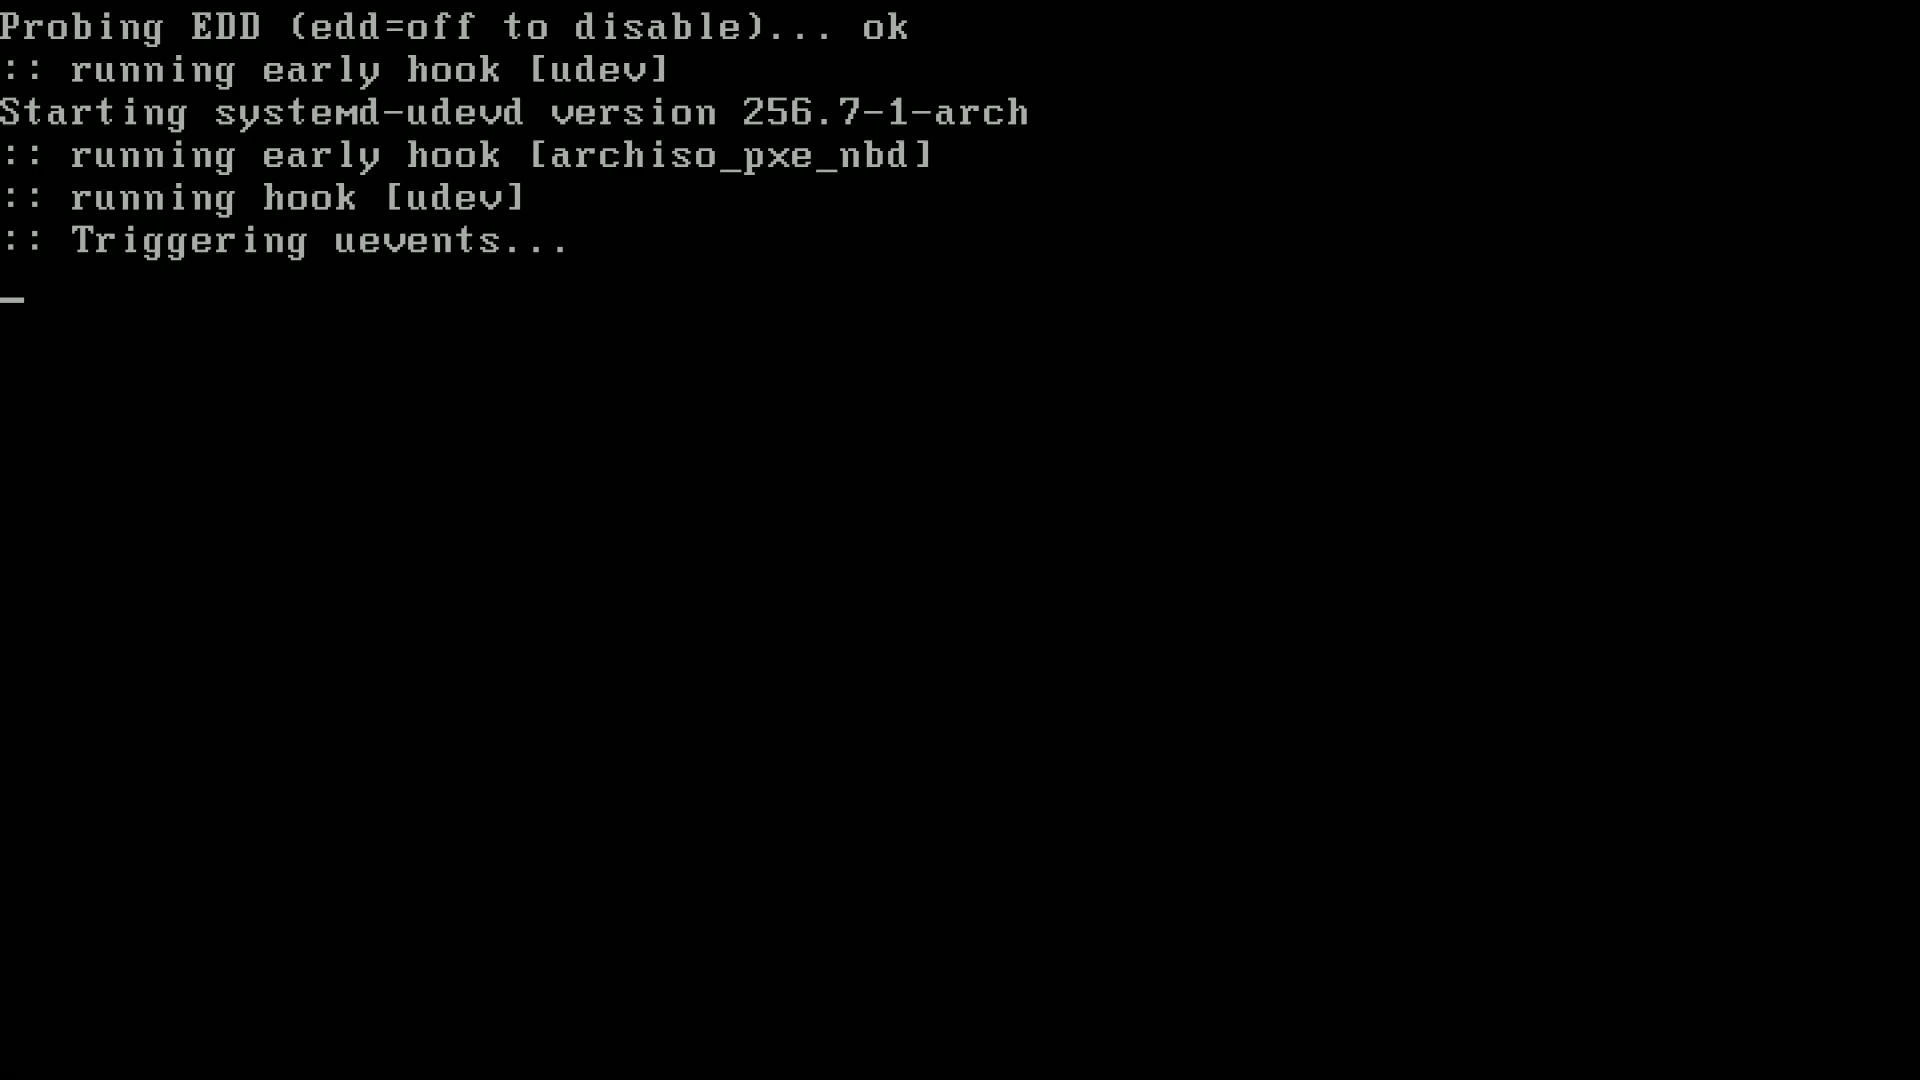 Probing EDD (edd=off to disable)... ok
:: running early hook [udev]
Starting systemd-udevd version 256.7-1-arch
:: running early hook [archiso_pxe_nbd]
:: running hook [udev]
:: Triggering uevents...